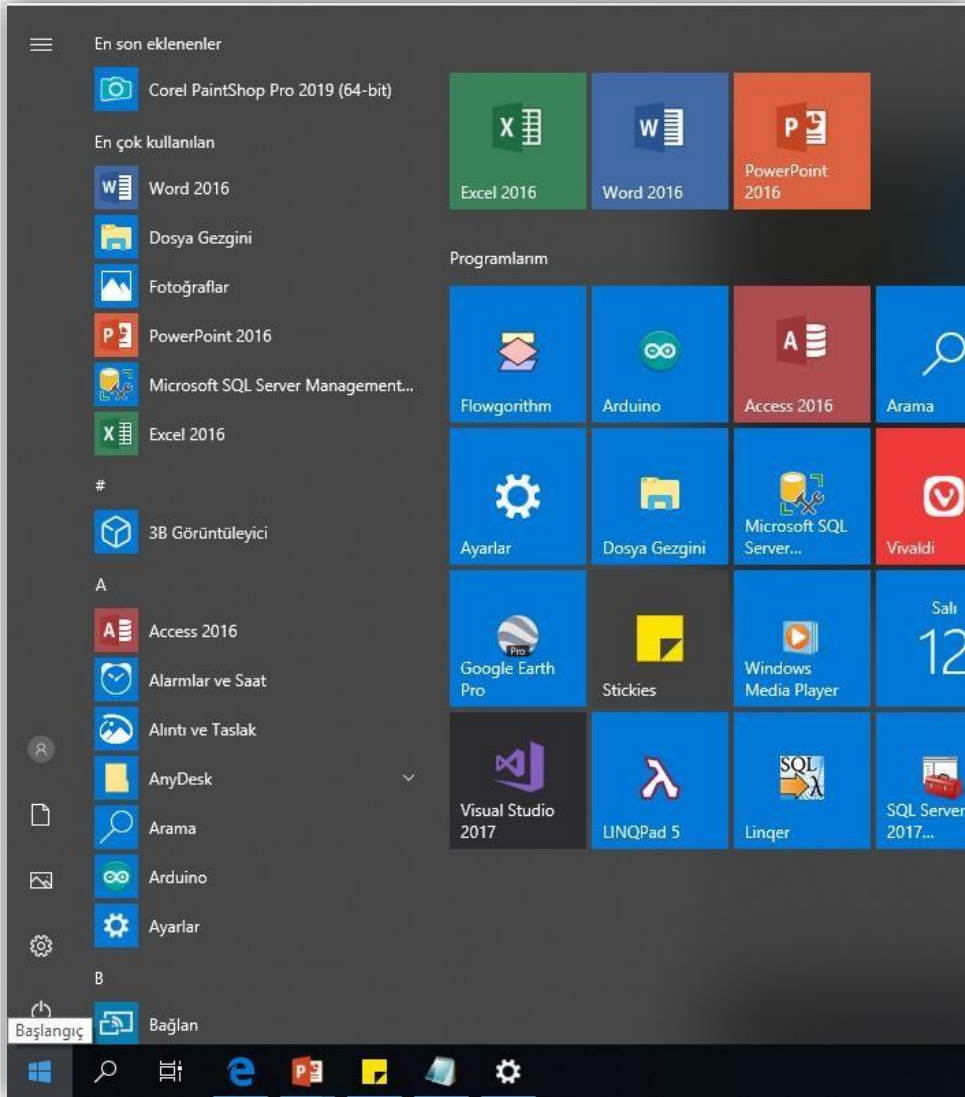 En son eklenenler
Corel PaintShop Pro 2019 (64-bit)
En çok kullanılan
Word 2016
Dosya Gezgini
Fotoğraflar
PowerPoint 2016
Microsoft SQL Server Management...
Excel 2016
#
3B Görüntüleyici
A
Access 2016
Alarmlar ve Saat
Alıntı ve Taslak
AnyDesk
Arama
Arduino
Ayarlar
B
Bağlan
Başlangıç
Excel 2016
Word 2016
PowerPoint
2016
Programlarım
Flowgorithm
Arduino
Access 2016
Arama
Ayarlar
Dosya Gezgini
Microsoft SQL
Server...
Vivaldi
Pro
Google Earth
Pro
Stickies
Windows
Media Player
Salı
12
Visual Studio
2017
LINQPad 5
SQL
Linqer
SQL Server
2017...